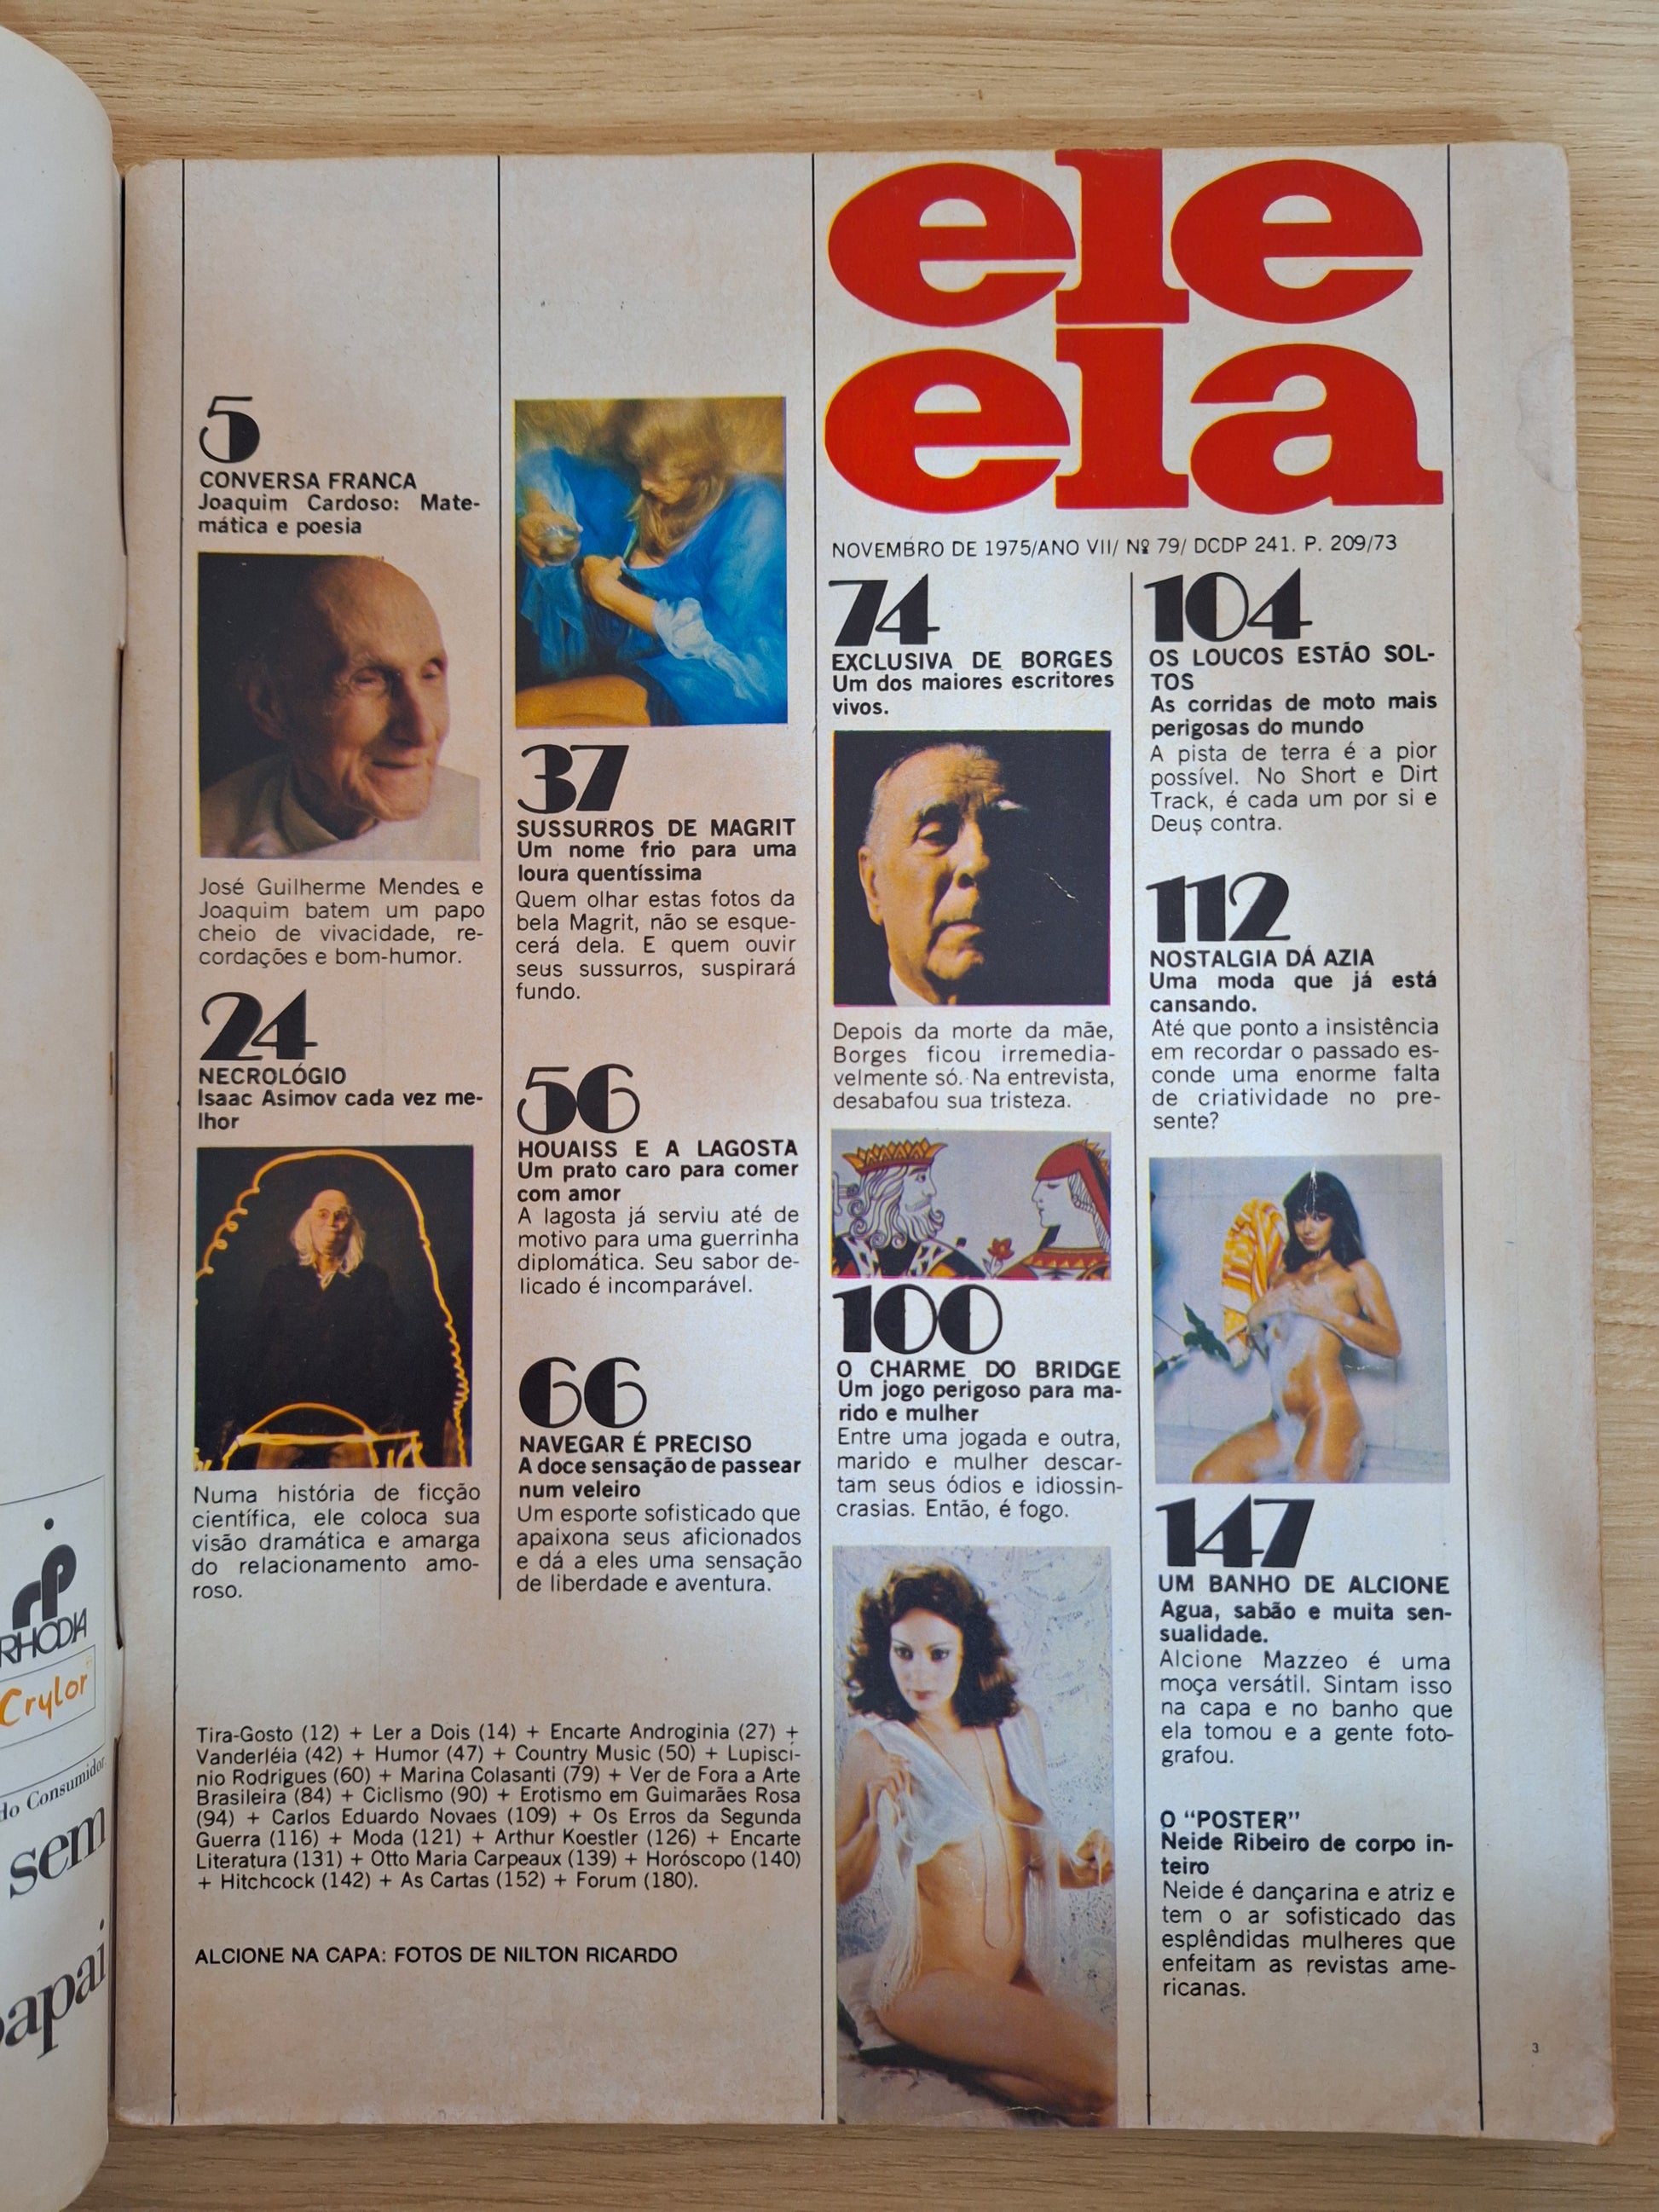 5
CONVERSA FRANCA
Joaquim Cardoso: Mate-
mática e poesia
José Guilherme Mendes e
Joaquim batem um papo
cheio de vivacidade, re-
cordações e bom-humor.
24
NECROLÓGIO
Isaac Asimov cada vez me-
lhor
Numa história de ficção
científica, ele coloca sua
visão dramática e amarga
do relacionamento amo-
roso.
37
SUSSURROS DE MAGRIT
Um nome frio para uma
loura quentíssima
Quem olhar estas fotos da
bela Magrit, não se esque-
cerá dela. E quem ouvir
seus sussurros, suspirará
fundo.
56
HOUAISS E A LAGOSTA
Um prato caro para comer
com amor
A lagosta já serviu até de
motivo para uma guerrinha
diplomática. Seu sabor de-
licado é incomparável.
66
NAVEGAR É PRECISO
A doce sensação de passear
num veleiro
Um esporte sofisticado que
apaixona seus aficionados
e dá a eles uma sensação
de liberdade e aventura.
Tira-Gosto (12) + Ler a Dois (14) + Encarte Androginia (27) +
Vanderléia (42) + Humor (47) + Country Music (50) + Lupiscí-
nio Rodrigues (60) + Marina Colasanti (79) + Ver de Fora a Arte
Brasileira (84) + Ciclismo (90) + Erotismo em Guimarães Rosa
(94) + Carlos Eduardo Novaes (109) + Os Erros da Segunda
Guerra (116) + Moda (121) + Arthur Koestler (126) + Encarte
Literatura (131) + Otto Maria Carpeaux (139) + Horóscopo (140)
+ Hitchcock (142) + As Cartas (152) + Forum (180).
ALCIONE NA CAPA: FOTOS DE NILTON RICARDO
ele
ela
NOVEMBRO DE 1975/ANO VII/ Nº 79/ DCDP 241. P. 209/73
74
EXCLUSIVA DE BORGES
Um dos maiores escritores
vivos.
Depois da morte da mãe,
Borges ficou irremedia-
velmente só. Na entrevista,
desabafou sua tristeza.
100
O CHARME DO BRIDGE
Um jogo perigoso para ma-
rido e mulher
Entre uma jogada e outra,
marido e mulher descar-
tam seus ódios e idiossin-
crasias. Então, é fogo.
104
OS LOUCOS ESTÃO SOL-
TOS
As corridas de moto mais
perigosas do mundo
A pista de terra é a pior
possível. No Short e Dirt
Track, é cada um por si e
Deus contra.
112
NOSTALGIA DÁ AZIA
Uma moda que já está
cansando.
Até que ponto a insistência
em recordar o passado es-
conde uma enorme falta
de criatividade no pre-
sente?
147
UM BANHO DE ALCIONE
Agua, sabão e muita sen-
sualidade.
Alcione Mazzeo é uma
moça versátil. Sintam isso
na capa e no banho que
ela tomou e a gente foto-
grafou.
O "POSTER"
Neide Ribeiro de corpo in-
teiro
Neide é dançarina e atriz e
tem o ar sofisticado das
esplêndidas mulheres que
enfeitam as revistas ame-
ricanas.
3
RHODIA
Crylor
do Consumidor.
sem
papai